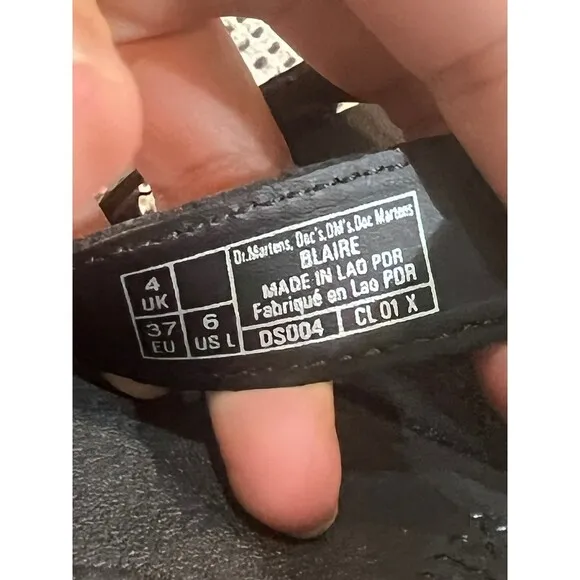 Dr.Martens, Doc's,DM's,Doc Martens
BLAIRE
MADE IN LAO PDR
Fabriqué en Lao PDR
4
UK
37
EU
6
US L
DS004
CL 01 X